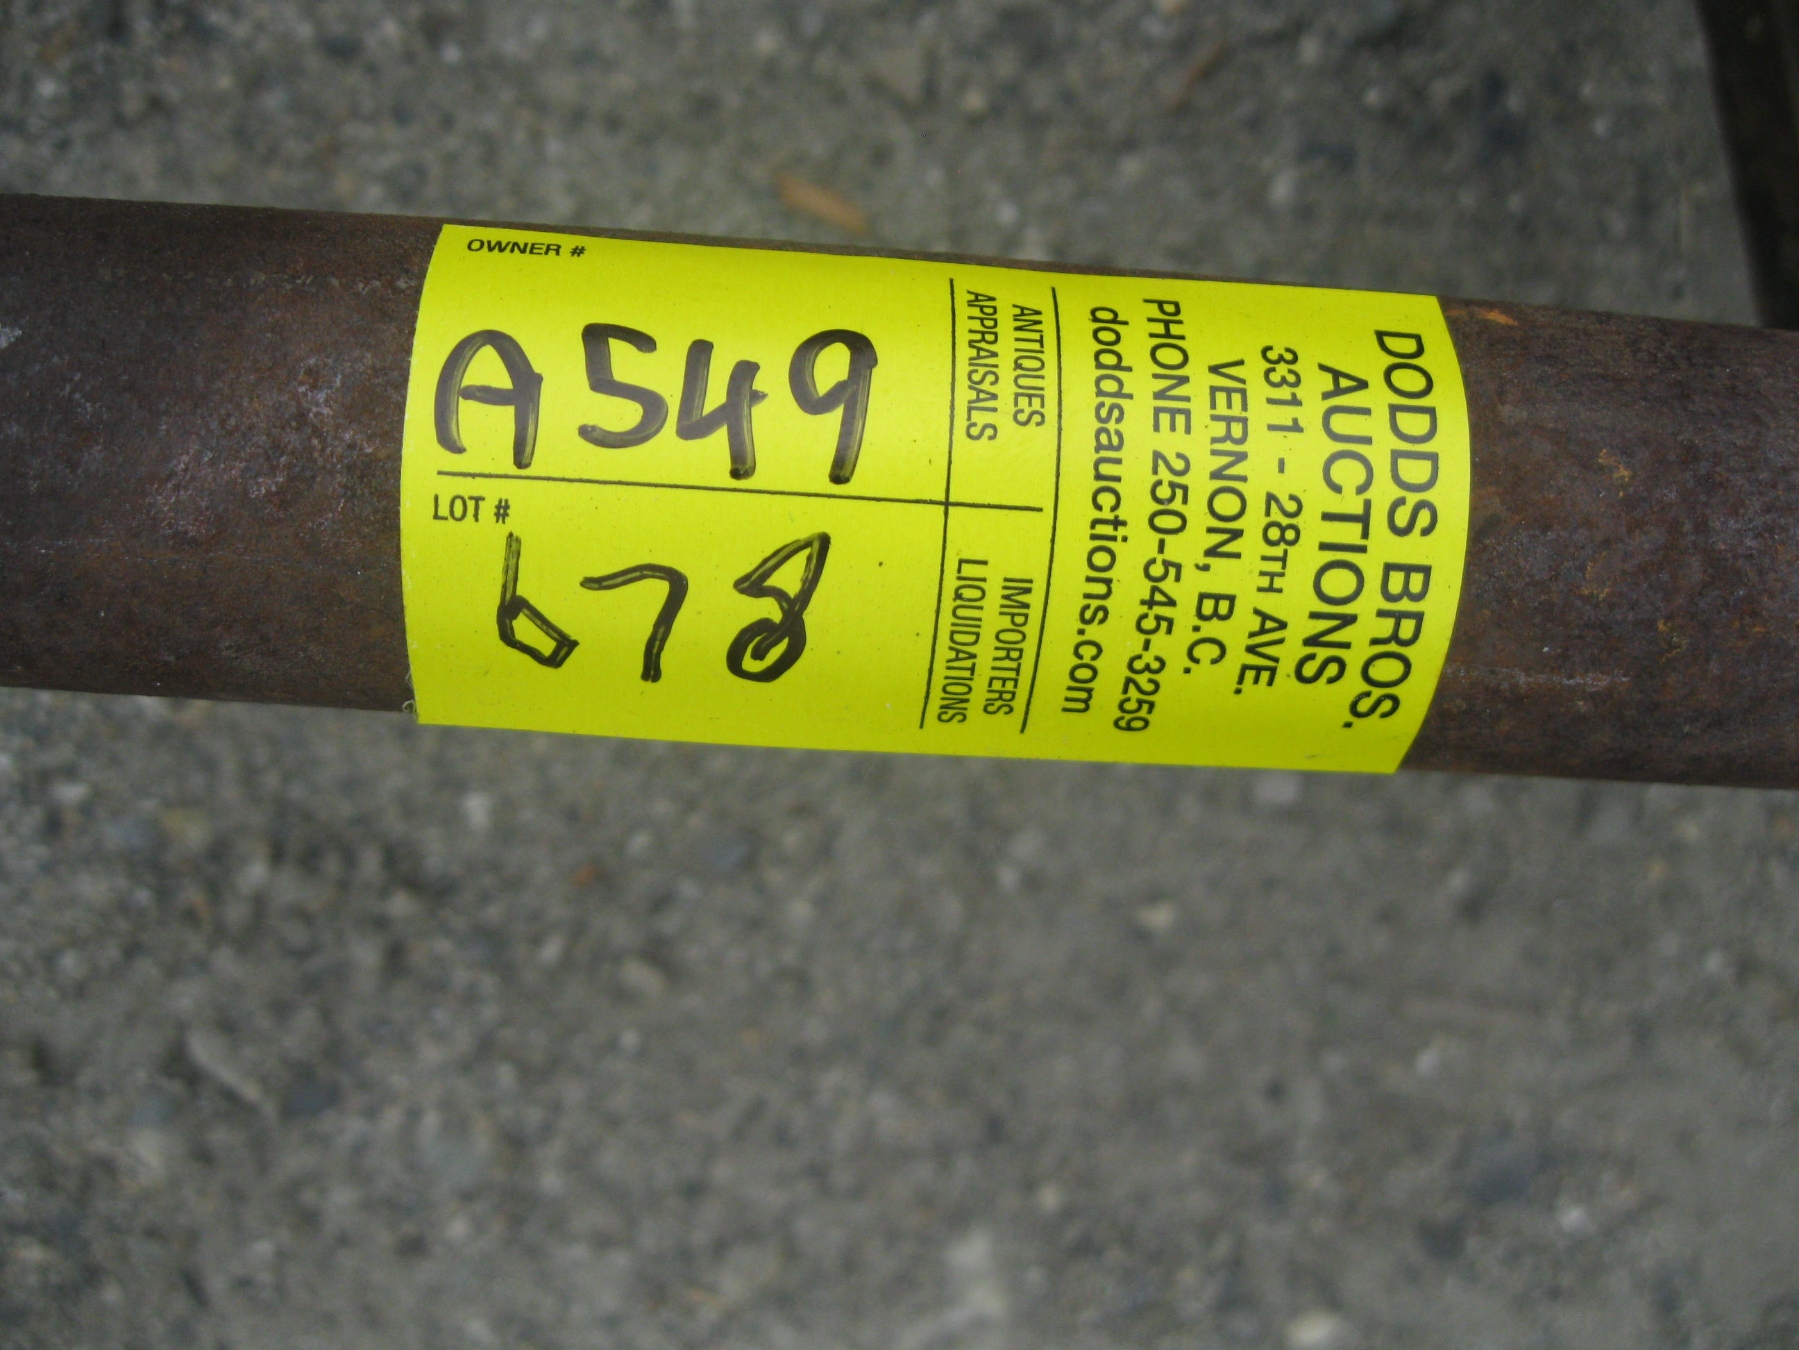 DODDS BROS.
AUCTIONS
3311 - 28TH AVE.
VERNON, B.C.
PHONE 250-545-3259
doddsauctions.com
ANTIQUES
APPRAISALS
IMPORTERS
LIQUIDATIONS
OWNER #
A549
LOT #
678